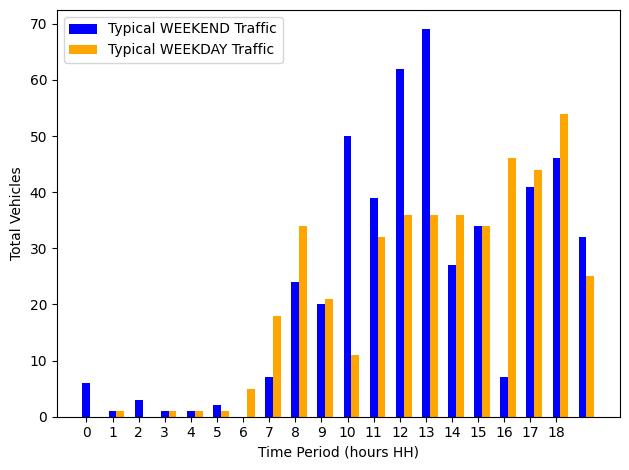 Typical WEEKEND Traffic
Typical WEEKDAY Traffic
70
60
50
40
30
20
10
0
Total Vehicles
0 1 2 3 4 5 6 7 8 9 10 11 12 13 14 15 16 17 18
Time Period (hours HH)